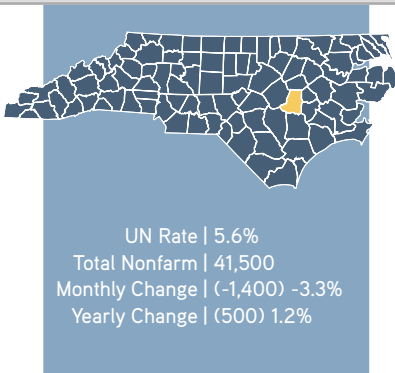 UN Rate | 5.6%
Total Nonfarm | 41,500
Monthly Change | (-1,400) -3.3%
Yearly Change | (500) 1.2%